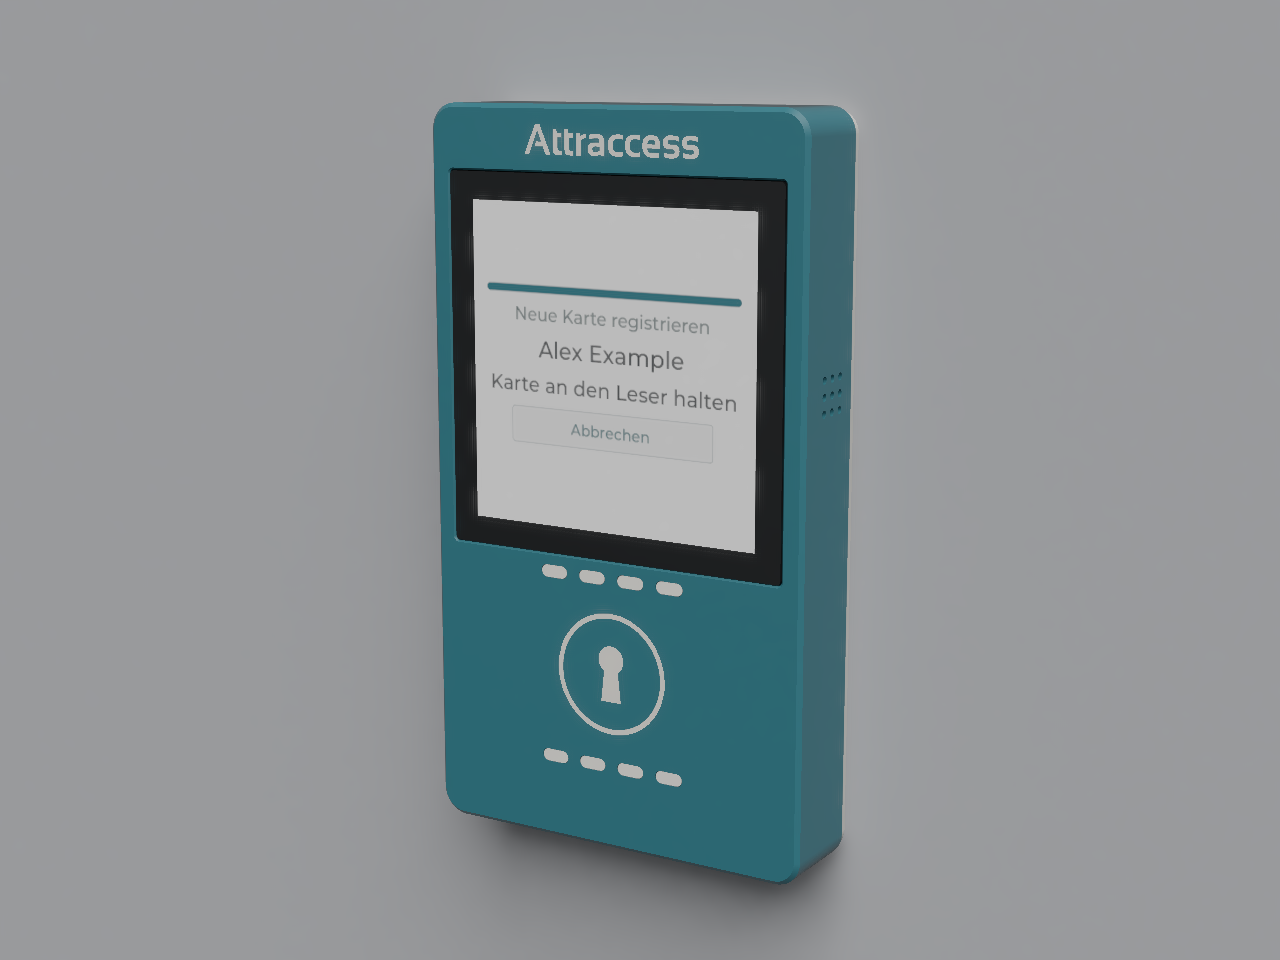 Attraccess
Neue Karte registrieren
Alex Example
Karte an den Leser halten
Abbrechen